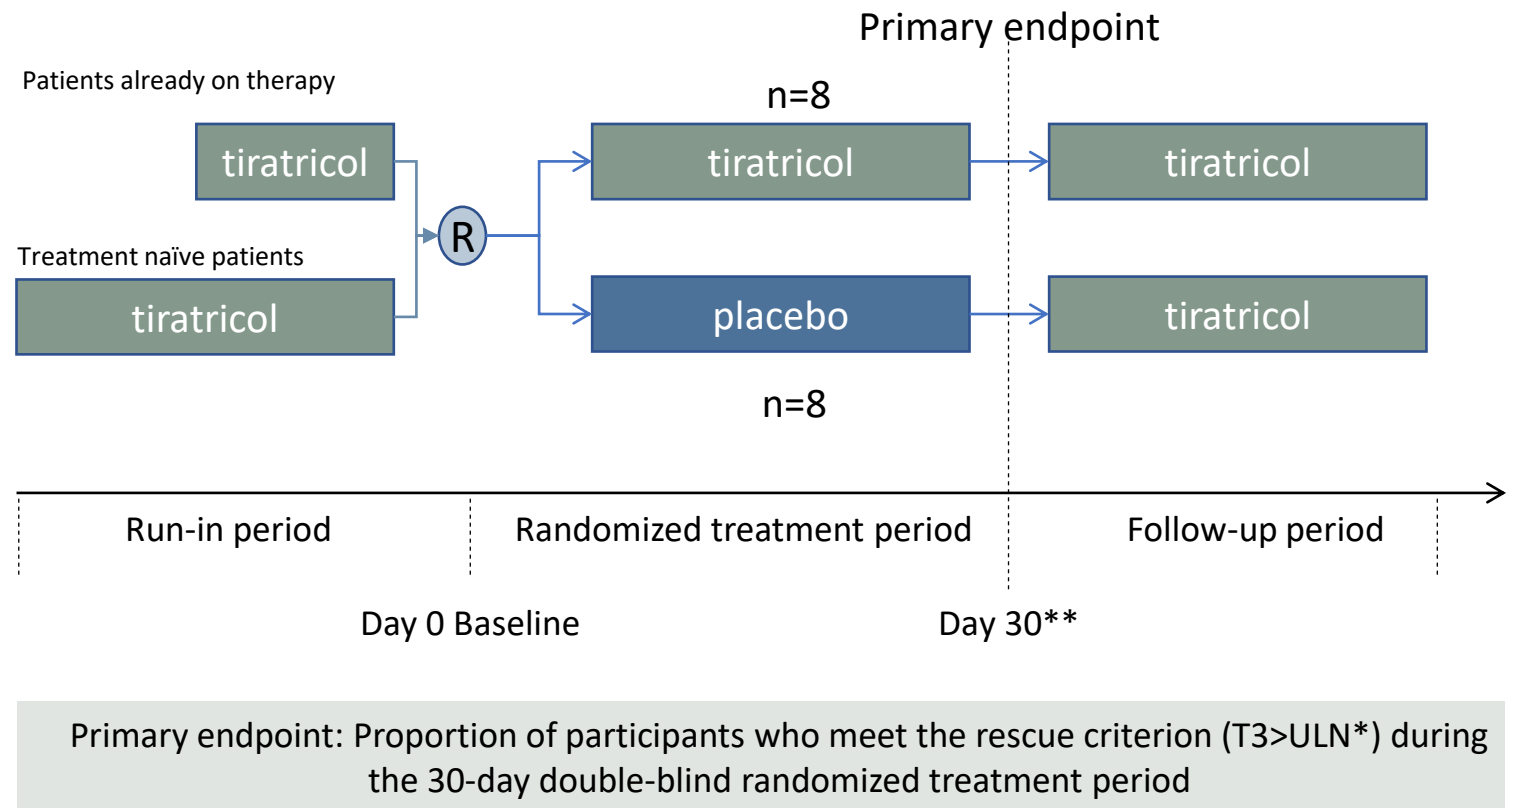 Primary endpoint
Patients already on therapy
n=8
tiratricol
tiratricol
tiratricol
R
Treatment naïve patients
tiratricol
placebo
tiratricol
n=8
Run-in period
Randomized treatment period
Follow-up period
Day 0 Baseline
Day 30**
Primary endpoint: Proportion of participants who meet the rescue criterion (T3>ULN*) during
the 30-day double-blind randomized treatment period